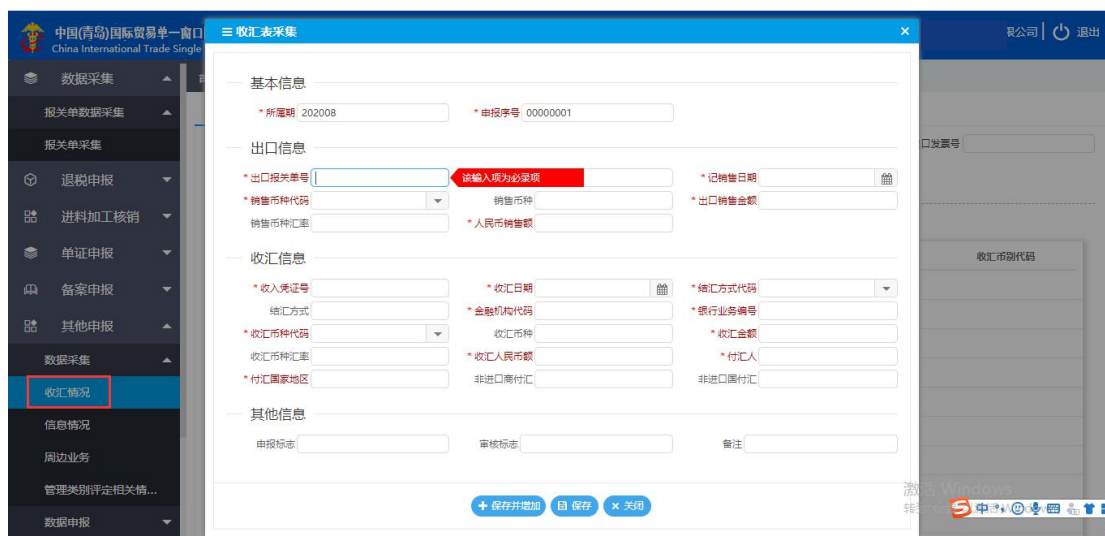 中国(青岛)国际贸易单一窗口
China International Trade Single
三 收汇表采集
×
限公司 退出
数据采集
报关单数据采集
报关单采集
退税申报
进料加工核销
单证申报
备案申报
其他申报
数据采集
收汇情况
信息情况
周边业务
管理类别评定相关情...
数据申报
基本信息
* 所属期 202008
* 申报序号 00000001
出口信息
* 出口报关单号
该输入项为必录项
* 记销售日期
* 销售币种代码
销售币种
* 出口销售金额
销售币种汇率
* 人民币销售额
收汇信息
* 收入凭证号
* 收汇日期
* 结汇方式代码
结汇方式
* 金融机构代码
* 银行业务编号
* 收汇币种代码
收汇币种
* 收汇金额
收汇币种汇率
* 收汇人民币额
* 付汇人
* 付汇国家地区
非进口商付汇
非进口国付汇
其他信息
申报标志
审核标志
备注
+ 保存并增加
保存
× 关闭
口发票号
收汇币别代码
激活 Windows
中